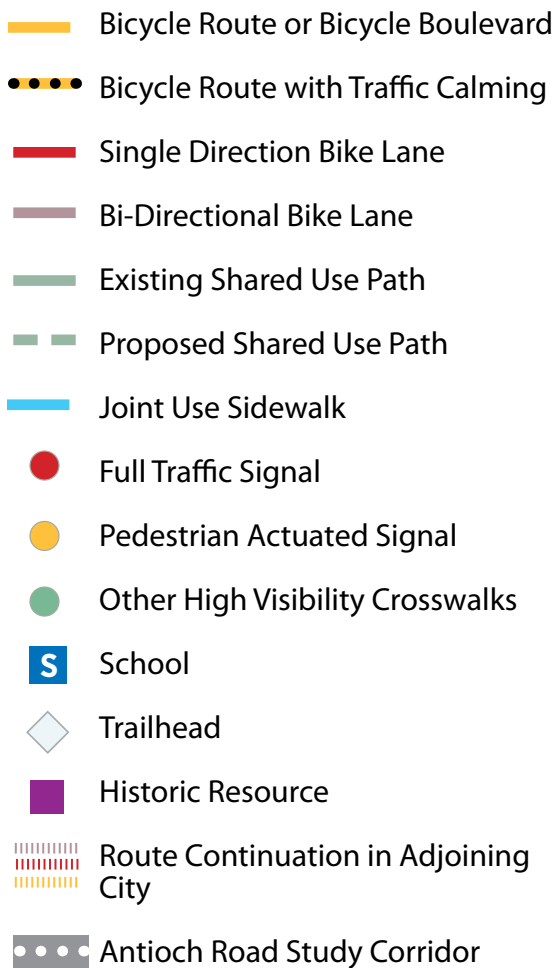 Bicycle Route or Bicycle Boulevard
Bicycle Route with Traffic Calming
Single Direction Bike Lane
Bi-Directional Bike Lane
Existing Shared Use Path
Proposed Shared Use Path
Joint Use Sidewalk
Full Traffic Signal
Pedestrian Actuated Signal
Other High Visibility Crosswalks
S School
Trailhead
Historic Resource
Route Continuation in Adjoining
City
Antioch Road Study Corridor